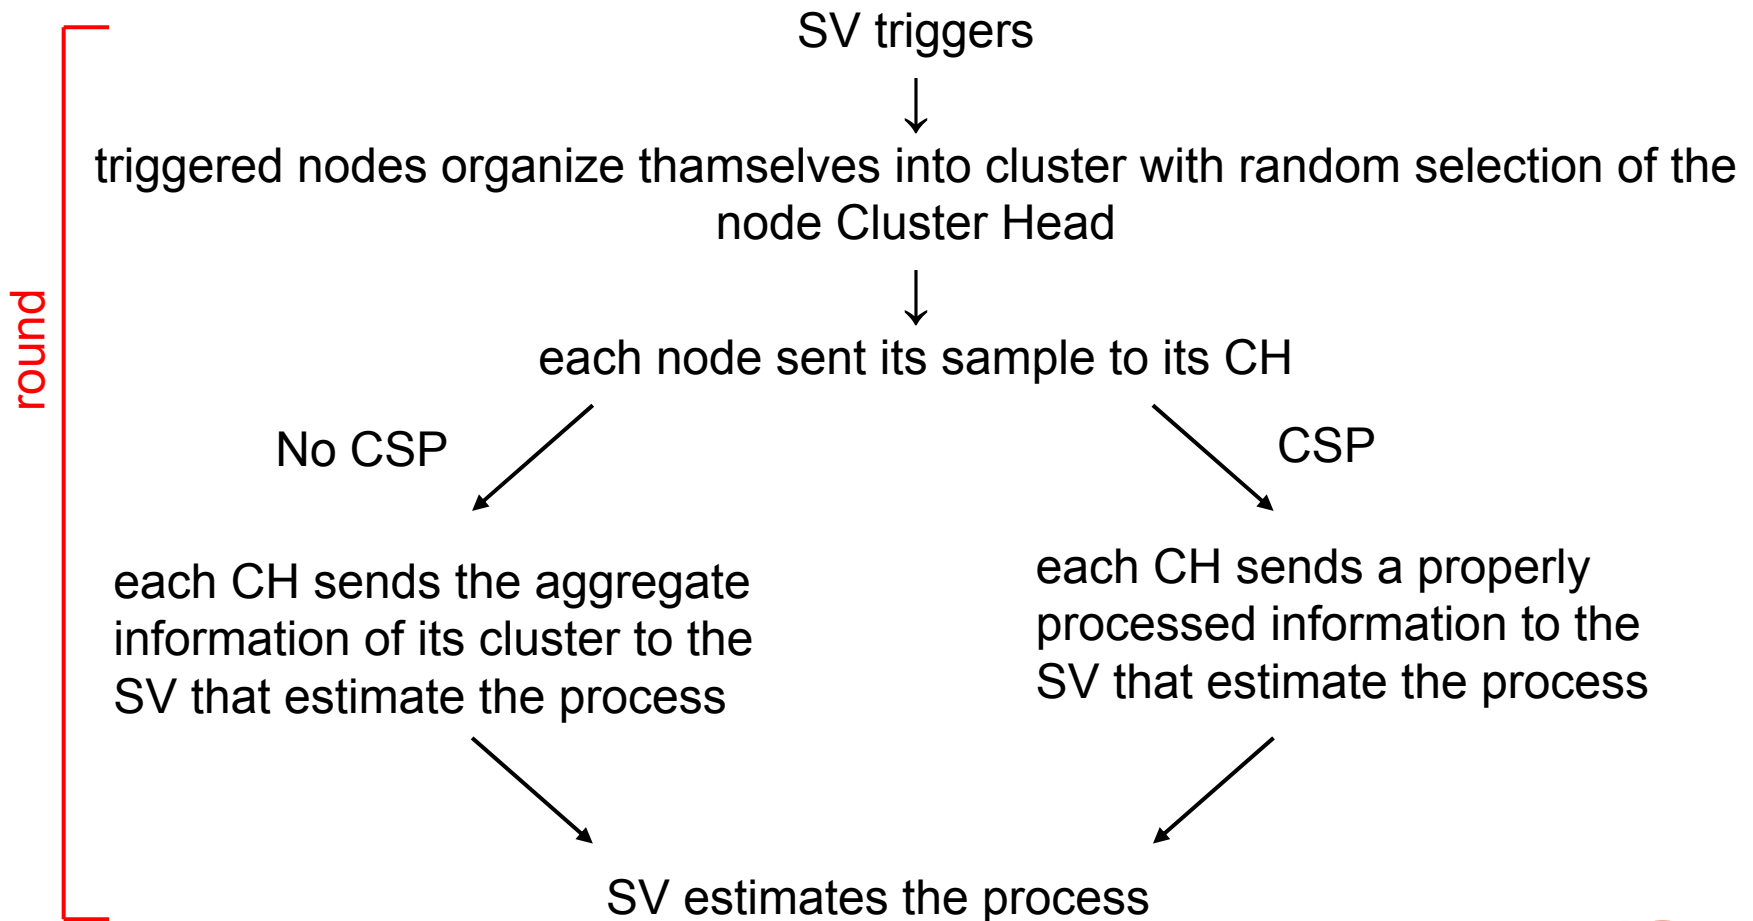 SV triggers
triggered nodes organize thamselves into cluster with random selection of the
node Cluster Head
round
each node sent its sample to its CH
No CSP
CSP
each CH sends the aggregate
information of its cluster to the
SV that estimate the process
each CH sends a properly
processed information to the
SV that estimate the process
SV estimates the process